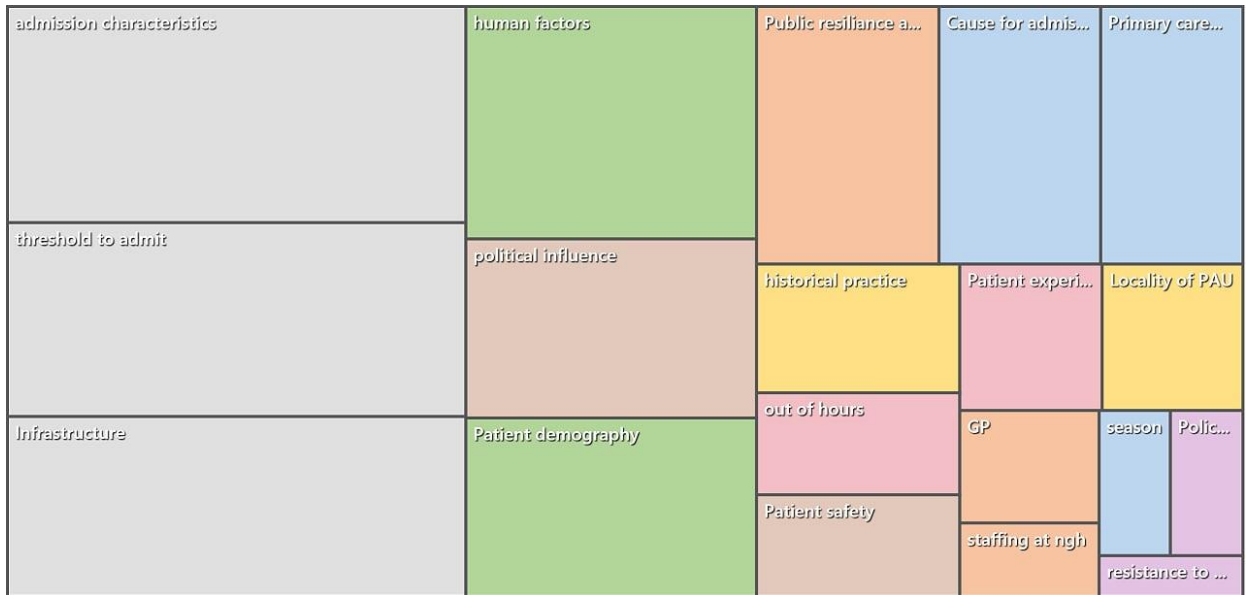 admission characteristics
threshold to admit
Infrastructure
human factors
political influence
Patient demography
Public resiliance a...
Cause for admis...
Primary care...
historical practice
Patient experi...
Locality of PAU
out of hours
GP
season
Polic...
Patient safety
staffing at ngh
resistance to ...